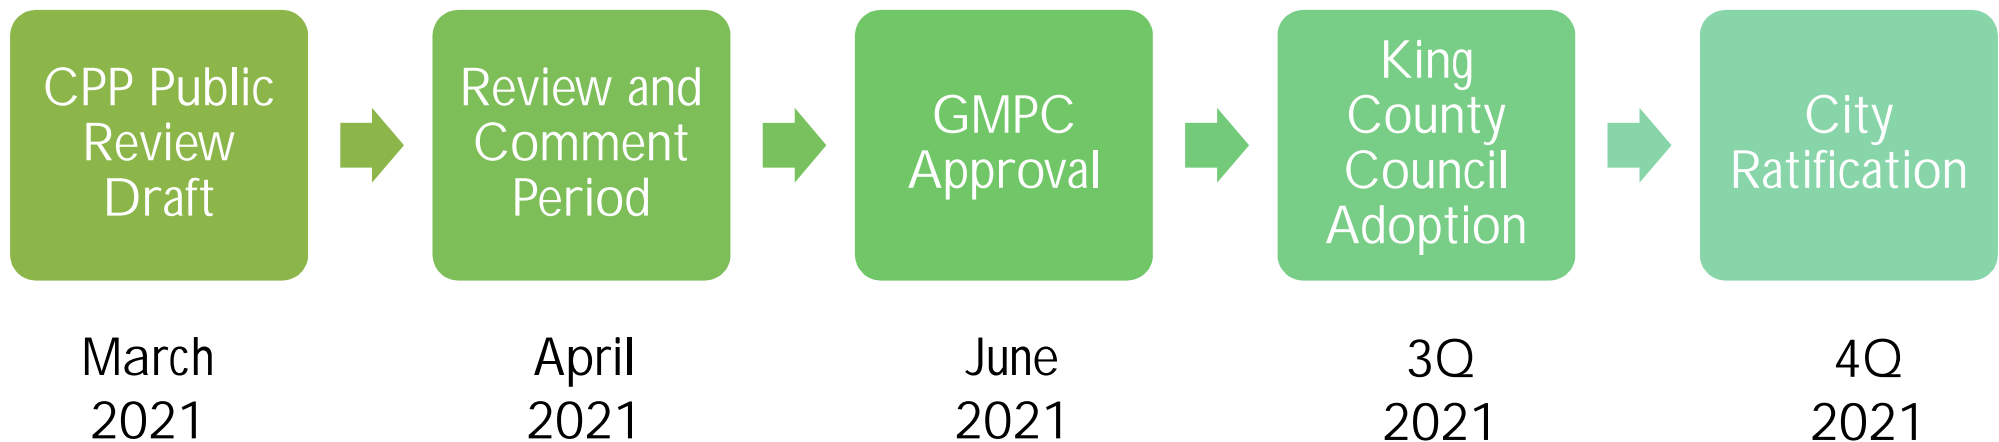 CPP Public
Review
Draft
Review and
Comment
Period
GMPC
Approval
King
County
Council
Adoption
City
Ratification
March
2021
April
2021
June
2021
3Q
2021
4Q
2021